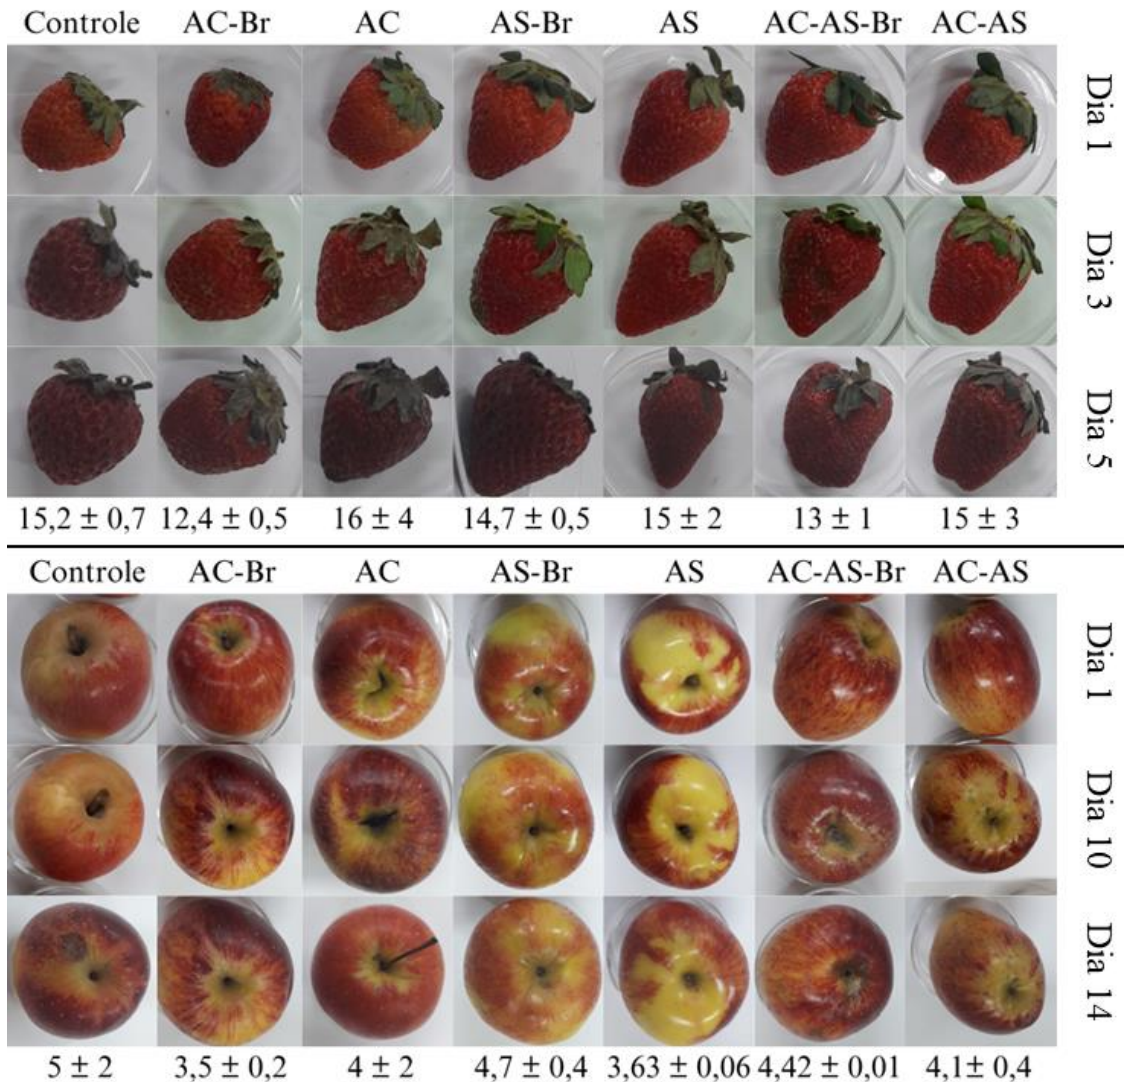 Controle AC-Br AC AS-Br AS AC-AS-Br AC-AS
Dia 1
Dia 3
Dia 5
15,2 ± 0,7 12,4 ± 0,5 16 ± 4 14,7 ± 0,5 15 ± 2 13 ± 1 15 ± 3
Controle AC-Br AC AS-Br AS AC-AS-Br AC-AS
Dia 1
Dia 10
Dia 14
5 ± 2 3,5 ± 0,2 4 ± 2 4,7 ± 0,4 3,63 ± 0,06 4,42 ± 0,01 4,1± 0,4